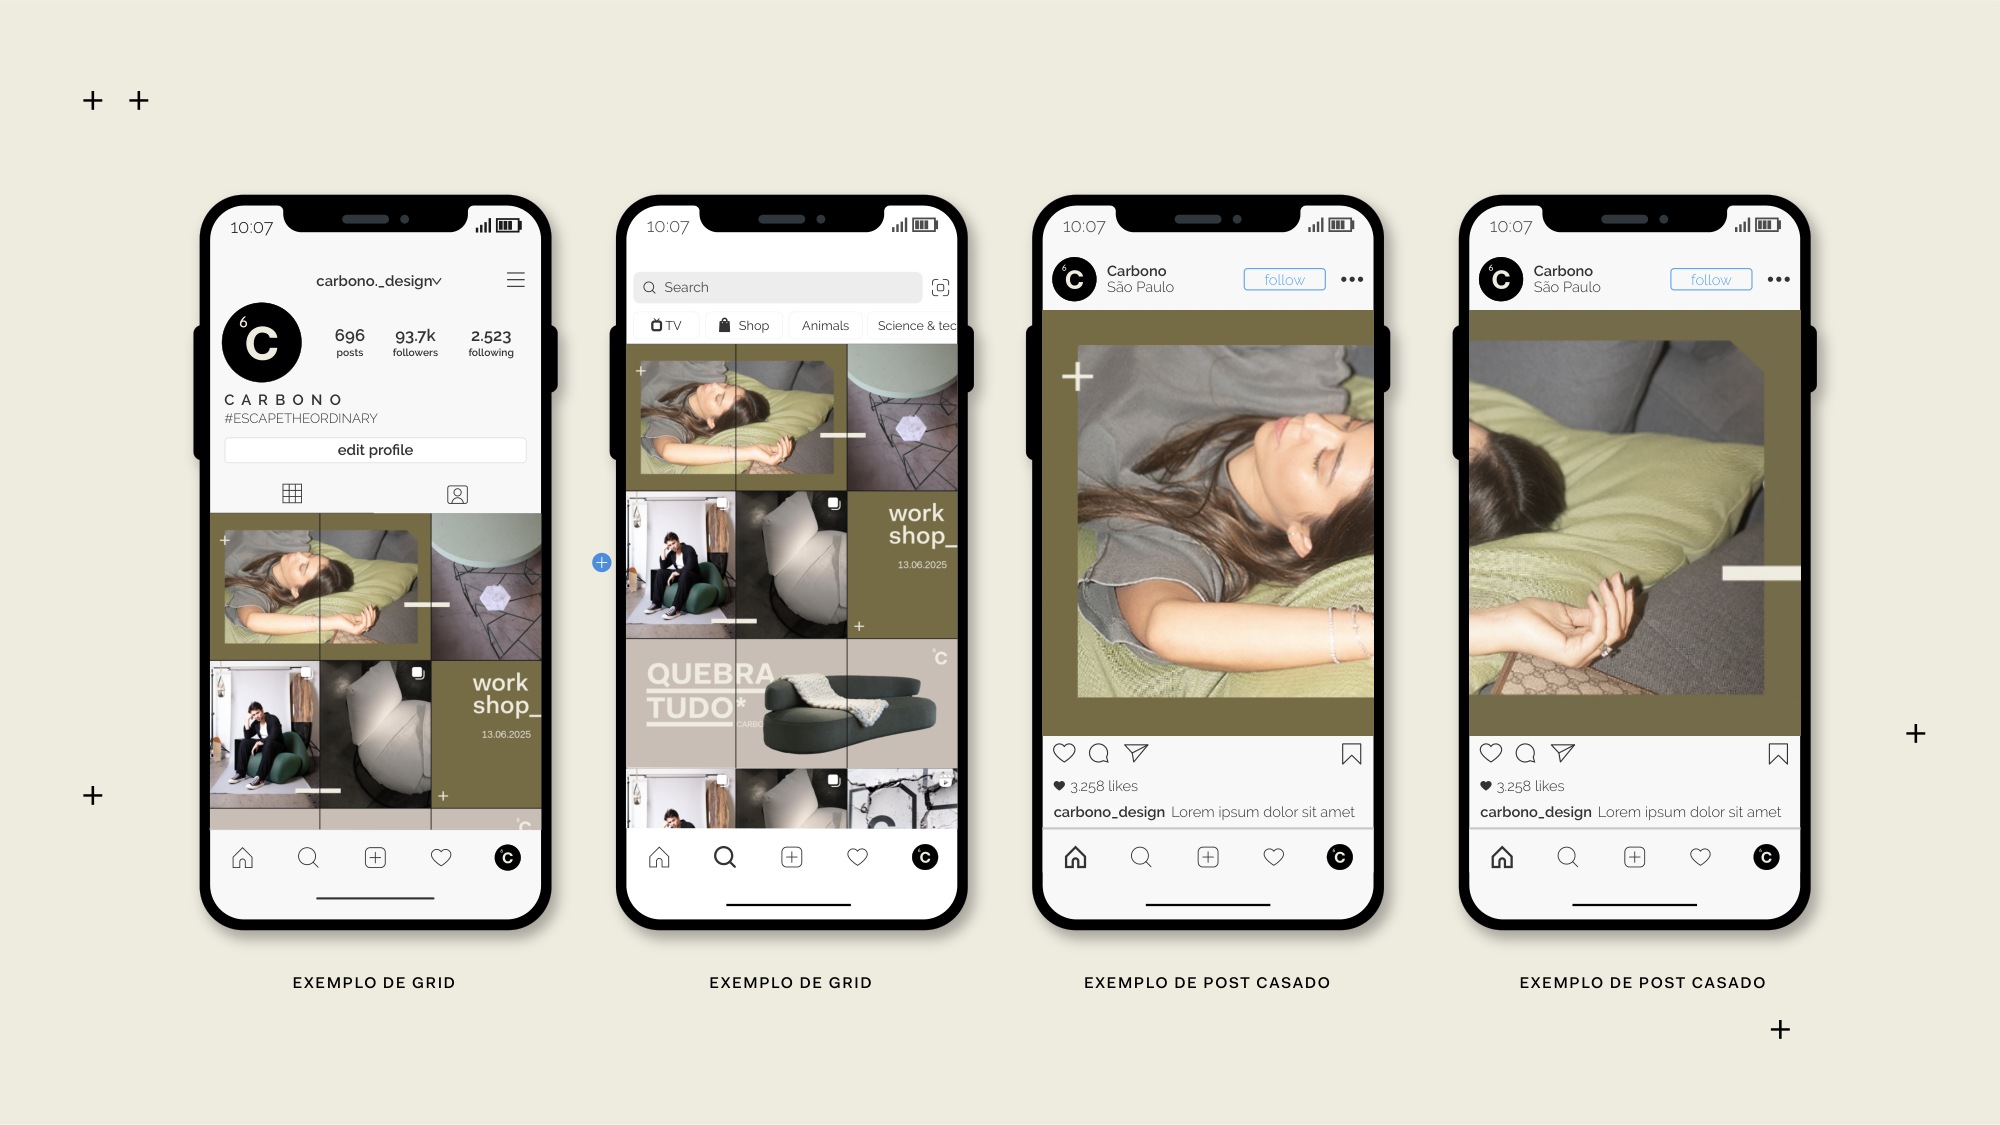 10:07
carbono._design
6
C
696
posts
93.7k
followers
2.523
following
CARBONO
#ESCAPETHEORDINARY
edit profile
work
shop_
13.06.2025
C
C
EXEMPLO DE GRID
10:07
Search
TV
Shop
Animals
Science & tec
work
shop_
13.06.2025
°C
QUEBRA
TUDO*
CARBO
C
C
EXEMPLO DE GRID
10:07
6
C
Carbono
São Paulo
follow
3.258 likes
carbono_design Lorem ipsum dolor sit amet
C
EXEMPLO DE POST CASADO
10:07
6
C
Carbono
São Paulo
follow
3.258 likes
carbono_design Lorem ipsum dolor sit amet
C
EXEMPLO DE POST CASADO